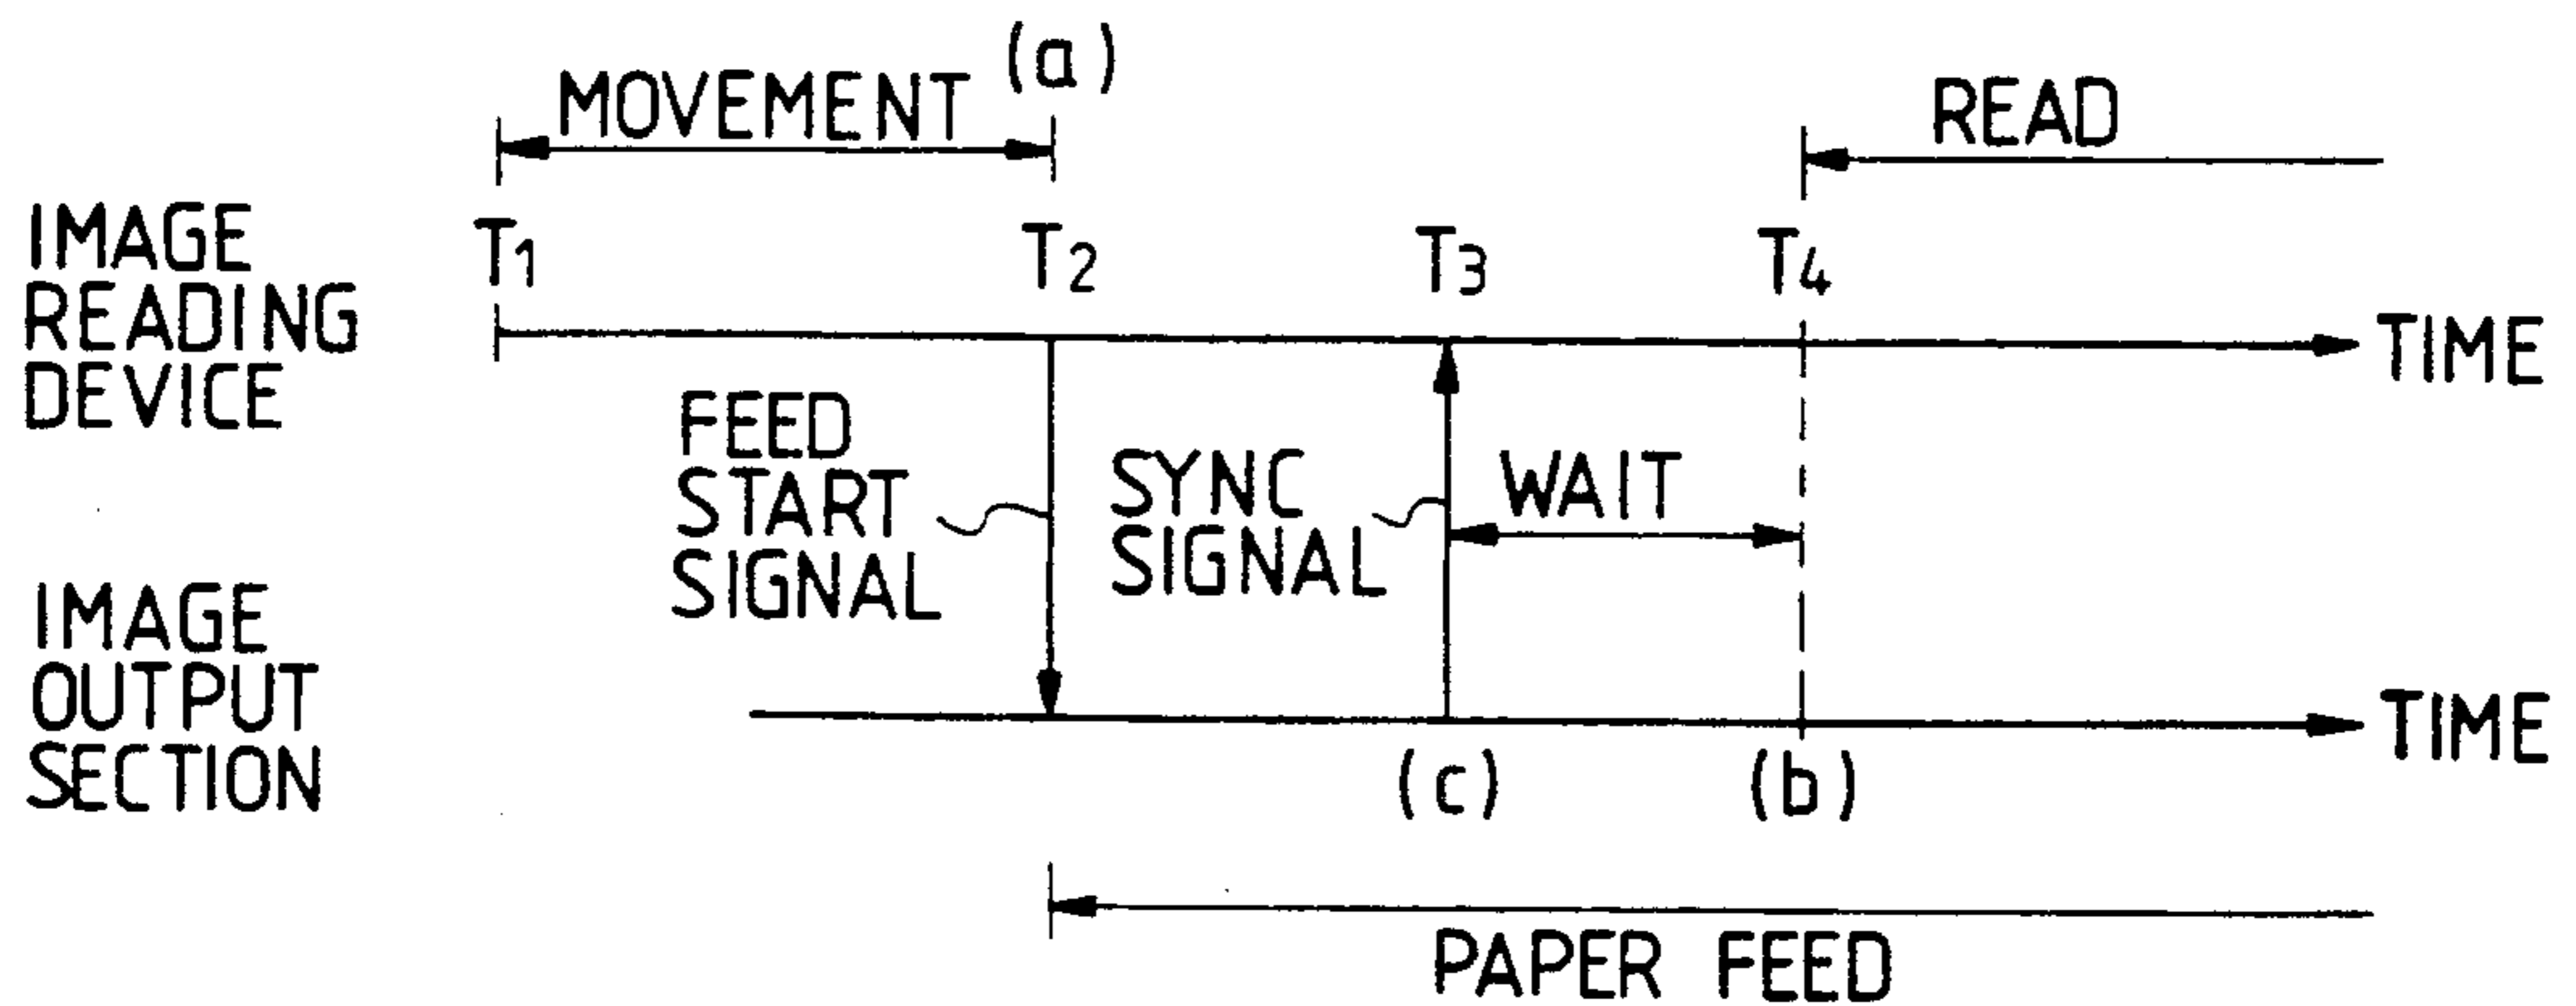 (a)
MOVEMENT
READ
IMAGE
READING
DEVICE
T1
T2
T3
T4
TIME
FEED
START
SIGNAL
SYNC
SIGNAL
WAIT
IMAGE
OUTPUT
SECTION
TIME
(c)
(b)
PAPER FEED